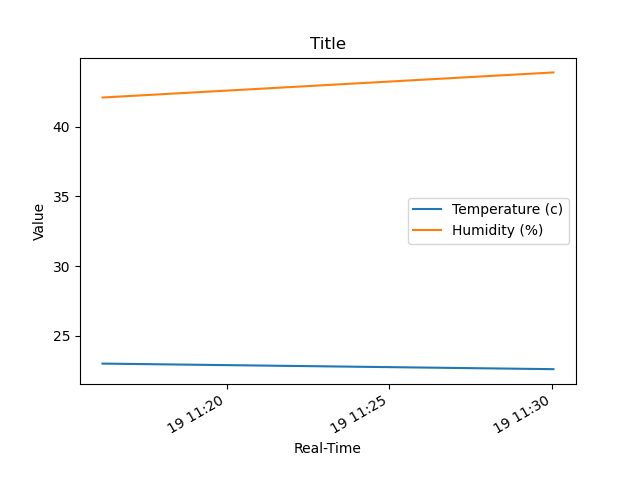 Title
40
35
30
25
Value
Temperature (c)
Humidity (%)
19 11:20
19 11:25
19 11:30
Real-Time